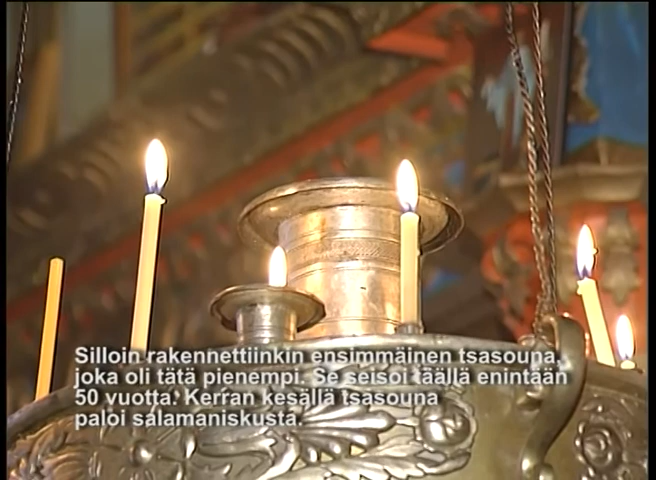 Silloin rakennettiinkin ensimmäinen tsasouna,
joka oli tätä pienempi. Se seisoi täällä enintään
50 vuotta. Kerran kesällä tsasouna
paloi salamaniskusta.